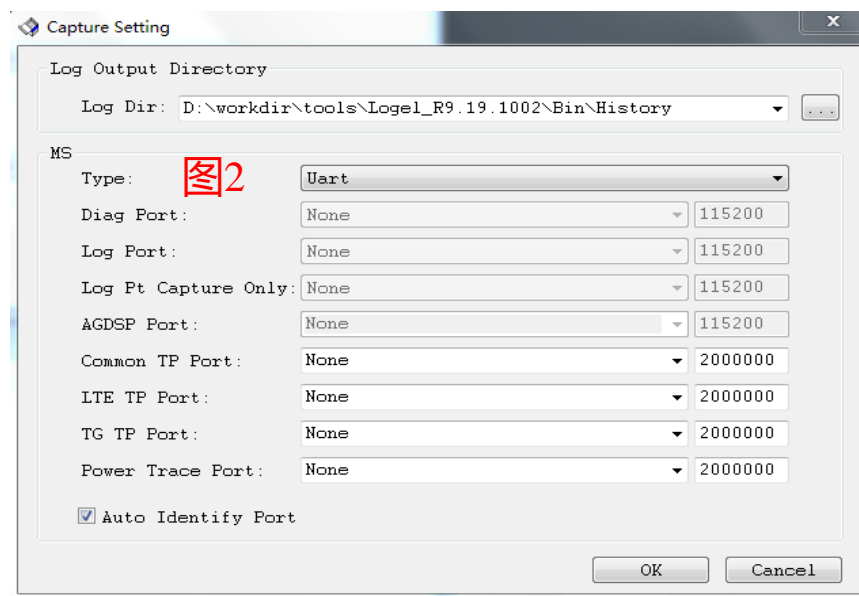 Capture Setting
x
Log Output Directory
Log Dir: D:\workdir\tools\Logel_R9.19.1002\Bin\History ...
MS
Type: 图2 Uart
Diag Port: None 115200
Log Port: None 115200
Log Pt Capture Only: None 115200
AGDSP Port: None 115200
Common TP Port: None 2000000
LTE TP Port: None 2000000
TG TP Port: None 2000000
Power Trace Port: None 2000000
Auto Identify Port
OK Cancel